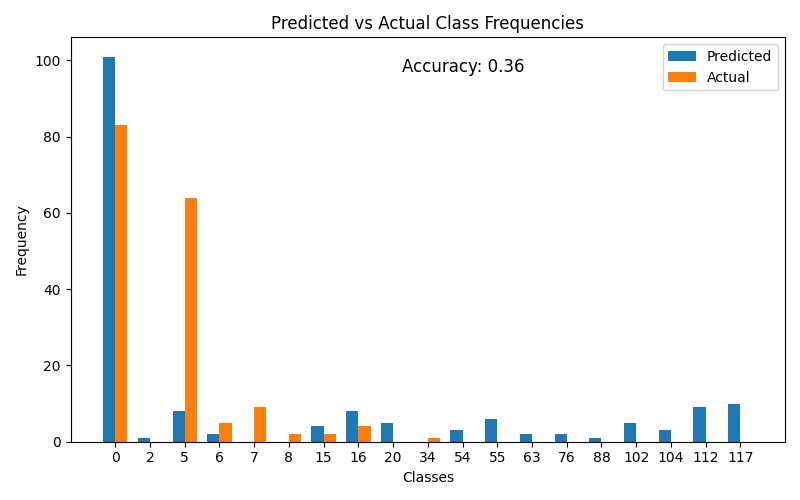 Predicted vs Actual Class Frequencies
Accuracy: 0.36
Predicted
Actual
Frequency
100
80
60
40
20
0
0 2 5 6 7 8 15 16 20 34 54 55 63 76 88 102 104 112 117
Classes